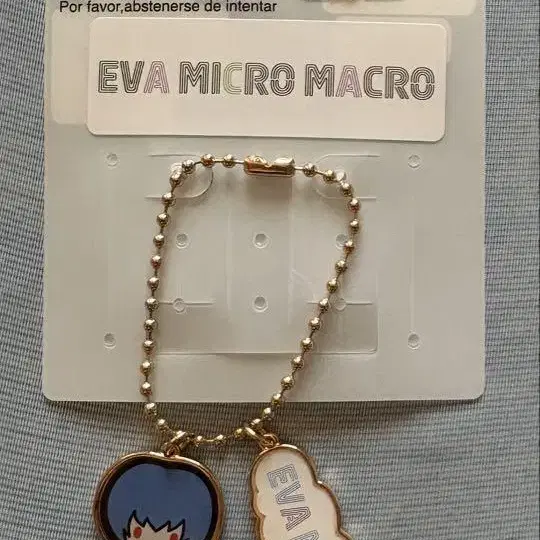 Por favor,abstenerse de intentar
EVA MICRO MACRO
EVA